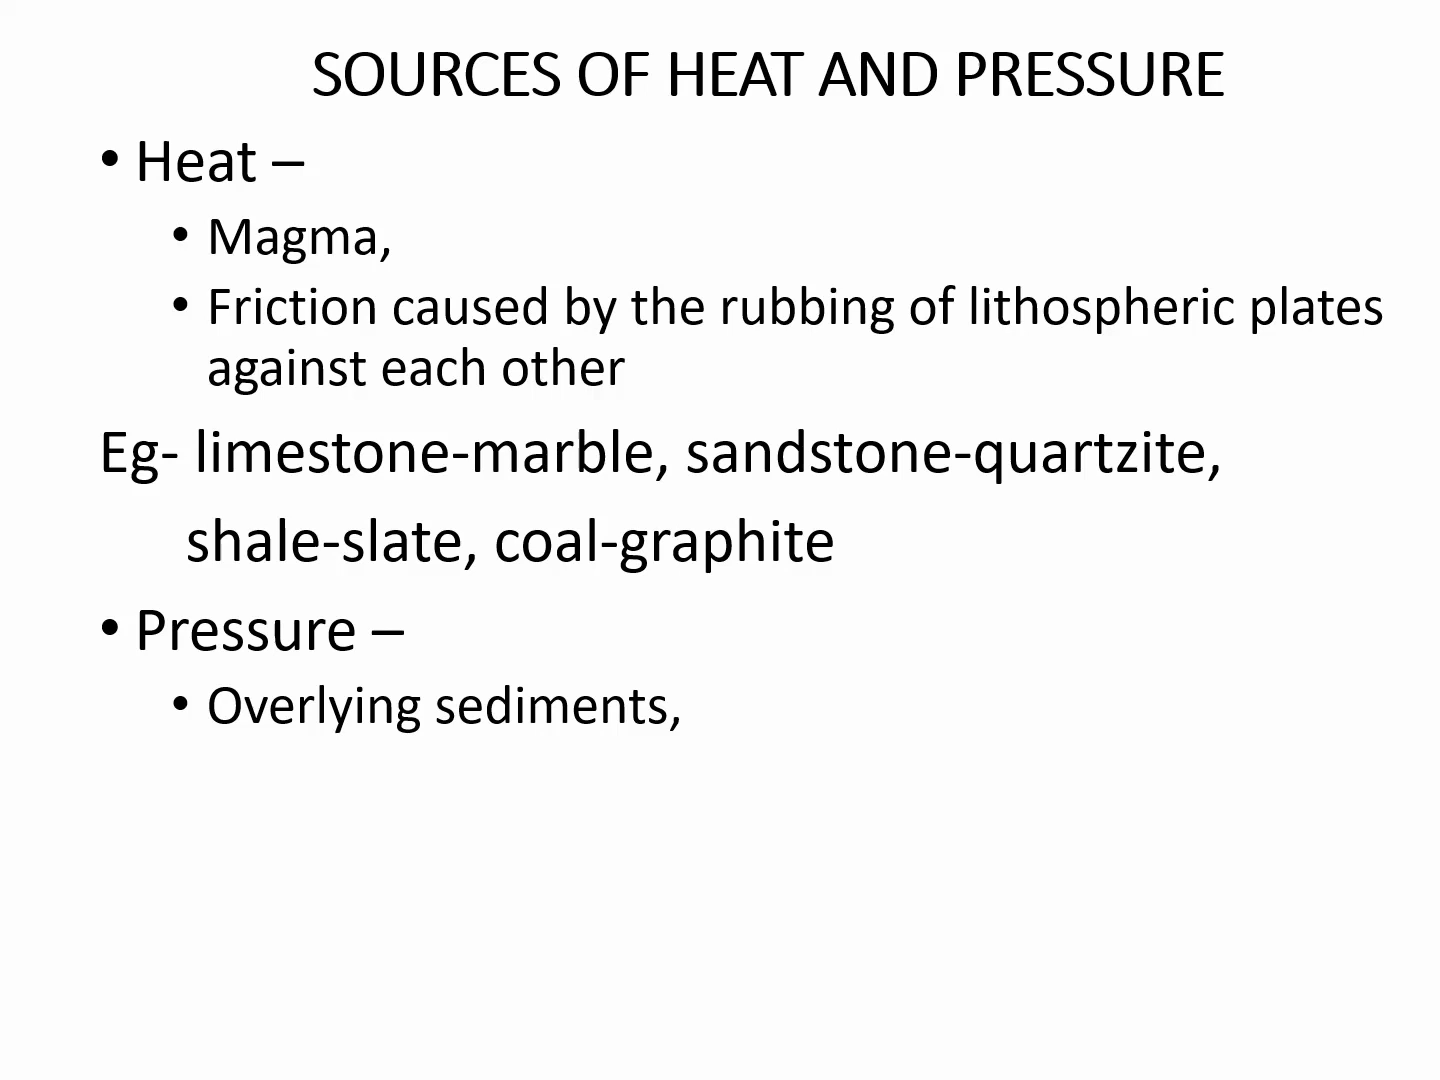 SOURCES OF HEAT AND PRESSURE
• Heat –
• Magma,
• Friction caused by the rubbing of lithospheric plates
against each other
Eg- limestone-marble, sandstone-quartzite,
shale-slate, coal-graphite
• Pressure –
• Overlying sediments,